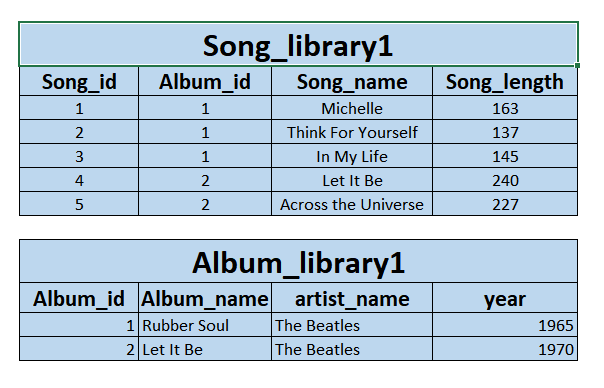 Song_library1
Song_id Album_id Song_name Song_length
1 1 Michelle 163
2 1 Think For Yourself 137
3 1 In My Life 145
4 2 Let It Be 240
5 2 Across the Universe 227
Album_library1
Album_id Album_name artist_name year
1 Rubber Soul The Beatles 1965
2 Let It Be The Beatles 1970